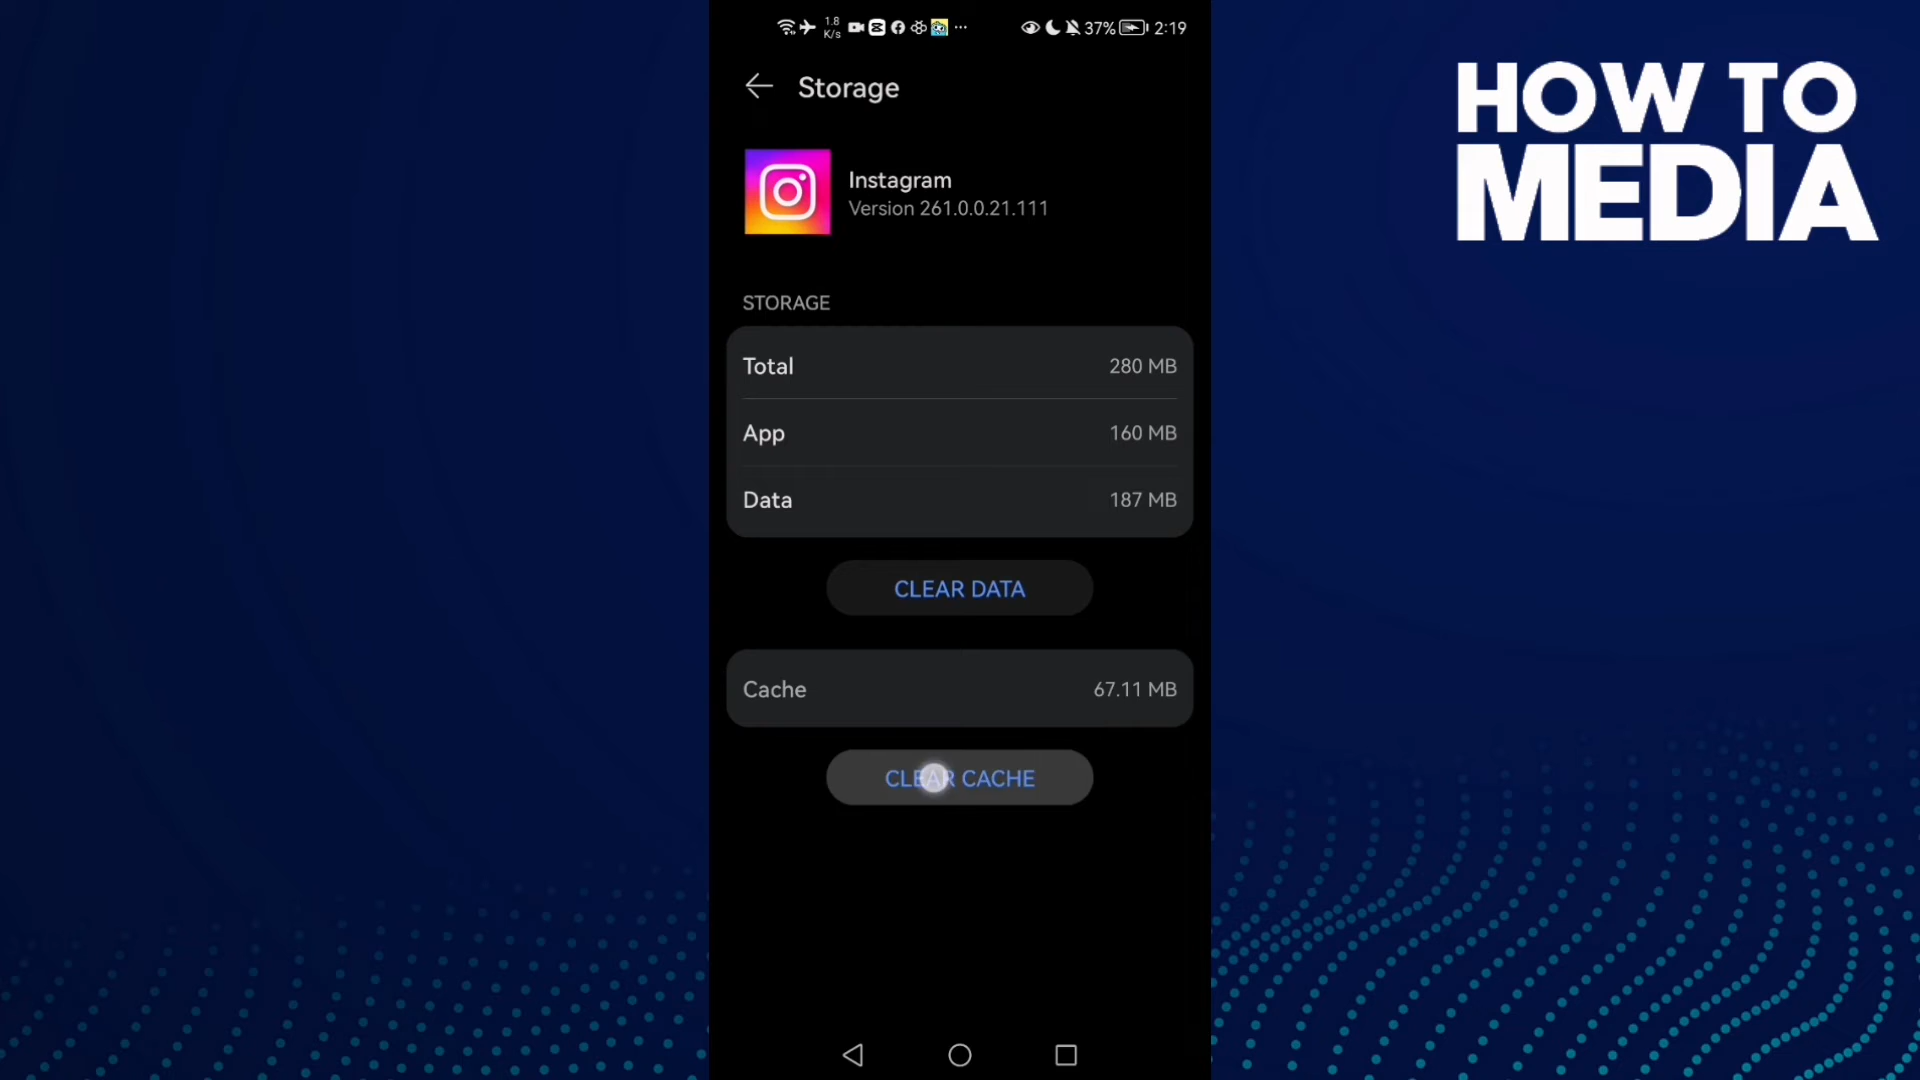 1.8
K/s
37%
2:19
HOW TO
MEDIA
Storage
Instagram
Version 261.0.0.21.111
STORAGE
Total 280 MB
App 160 MB
Data 187 MB
CLEAR DATA
Cache 67.11 MB
CLEAR CACHE